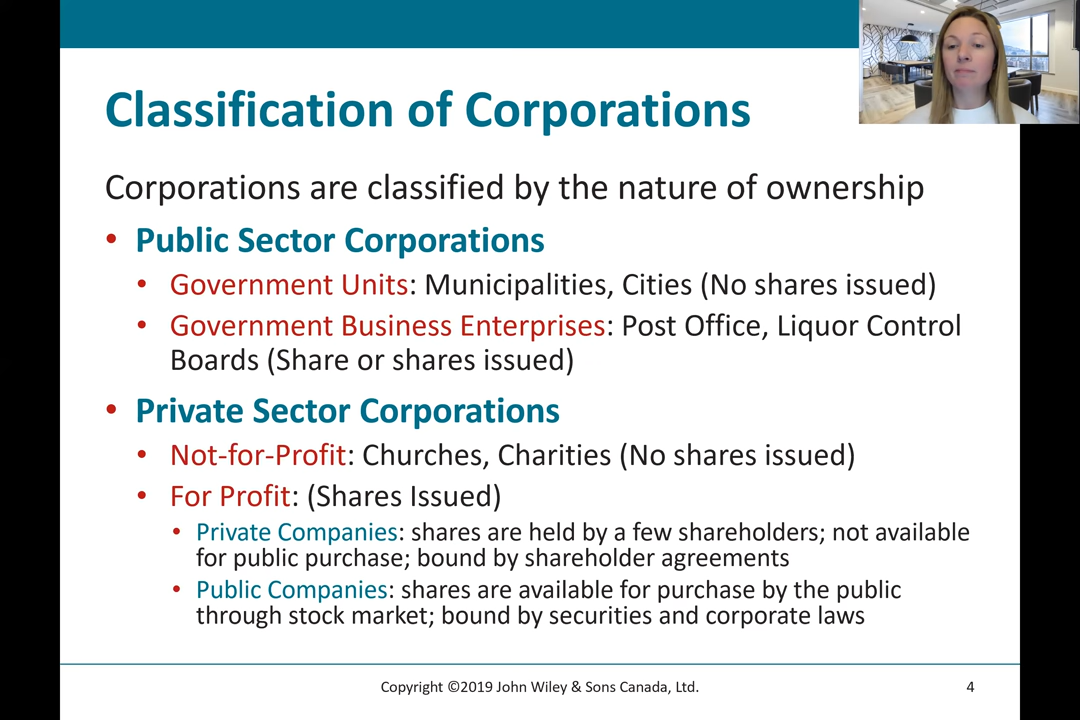 Classification of Corporations
Corporations are classified by the nature of ownership
• Public Sector Corporations
• Government Units: Municipalities, Cities (No shares issued)
• Government Business Enterprises: Post Office, Liquor Control
Boards (Share or shares issued)
• Private Sector Corporations
• Not-for-Profit: Churches, Charities (No shares issued)
• For Profit: (Shares Issued)
• Private Companies: shares are held by a few shareholders; not available
for public purchase; bound by shareholder agreements
• Public Companies: shares are available for purchase by the public
through stock market; bound by securities and corporate laws
Copyright ©2019 John Wiley & Sons Canada, Ltd.
4